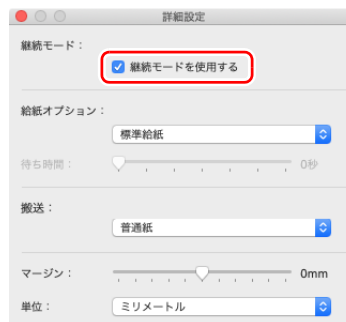 詳細設定
継続モード：
継続モードを使用する
給紙オプション：
標準給紙
待ち時間： 0秒
搬送：
普通紙
マージン： 0mm
単位： ミリメートル